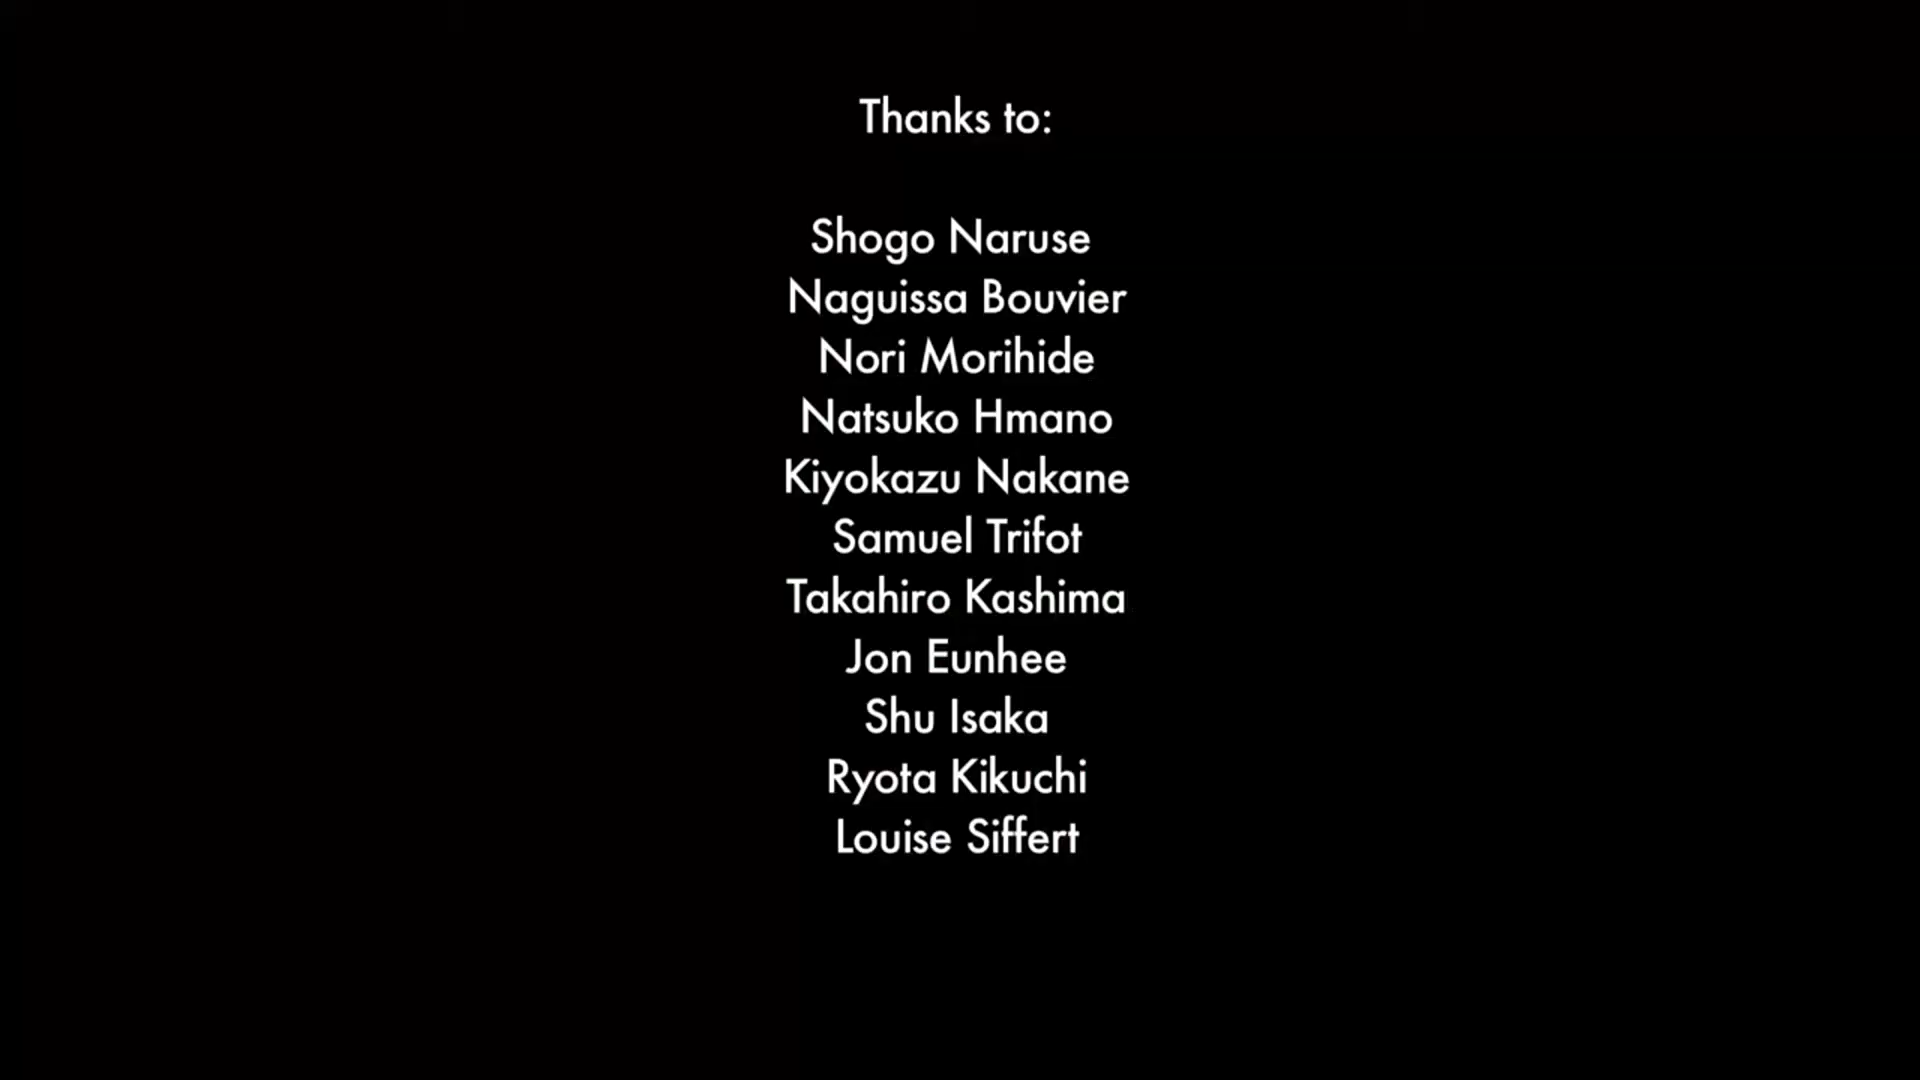 Thanks to:
Shogo Naruse
Naguissa Bouvier
Nori Morihide
Natsuko Hmano
Kiyokazu Nakane
Samuel Trifot
Takahiro Kashima
Jon Eunhee
Shu Isaka
Ryota Kikuchi
Louise Siffert